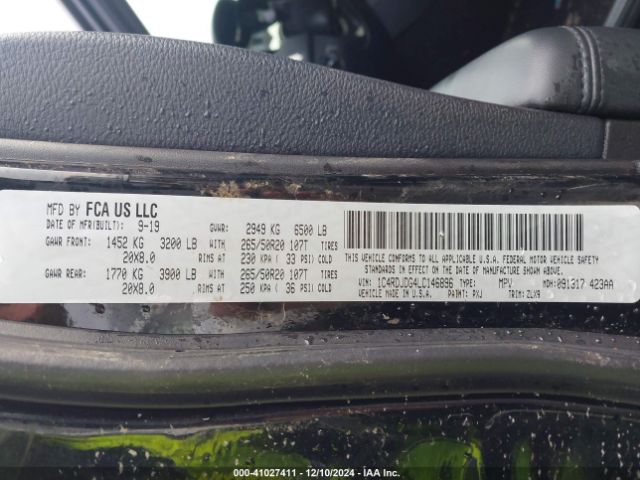 MFD BY FCA US LLC
DATE OF MFR(BUILT): 9-19 GVWR: 2949 KG 6500 LB
GAWR FRONT: 1452 KG 3200 LB WITH 265/50R20 107T TIRES
20X8.0 RIMS AT 230 KPA ( 33 PSI) COLD
GAWR REAR: 1770 KG 3900 LB WITH 265/50R20 107T TIRES
20X8.0 RIMS AT 250 KPA ( 36 PSI) COLD
THIS VEHICLE CONFORMS TO ALL APPLICABLE U.S.A. FEDERAL MOTOR VEHICLE SAFETY
BUMPER AND THEFT PREVENTION STANDARDS IN EFFECT ON THE DATE OF MFR SHOWN ABOVE
VIN: 1C4RDJDG4LC146896 TYPE: MPV MDH: 091317 423AA
VEHICLE MADE IN U.S.A. PAINT: PXJ TRIM: ZLX9
000-41027411 - 12/10/2024 - IAA Inc.